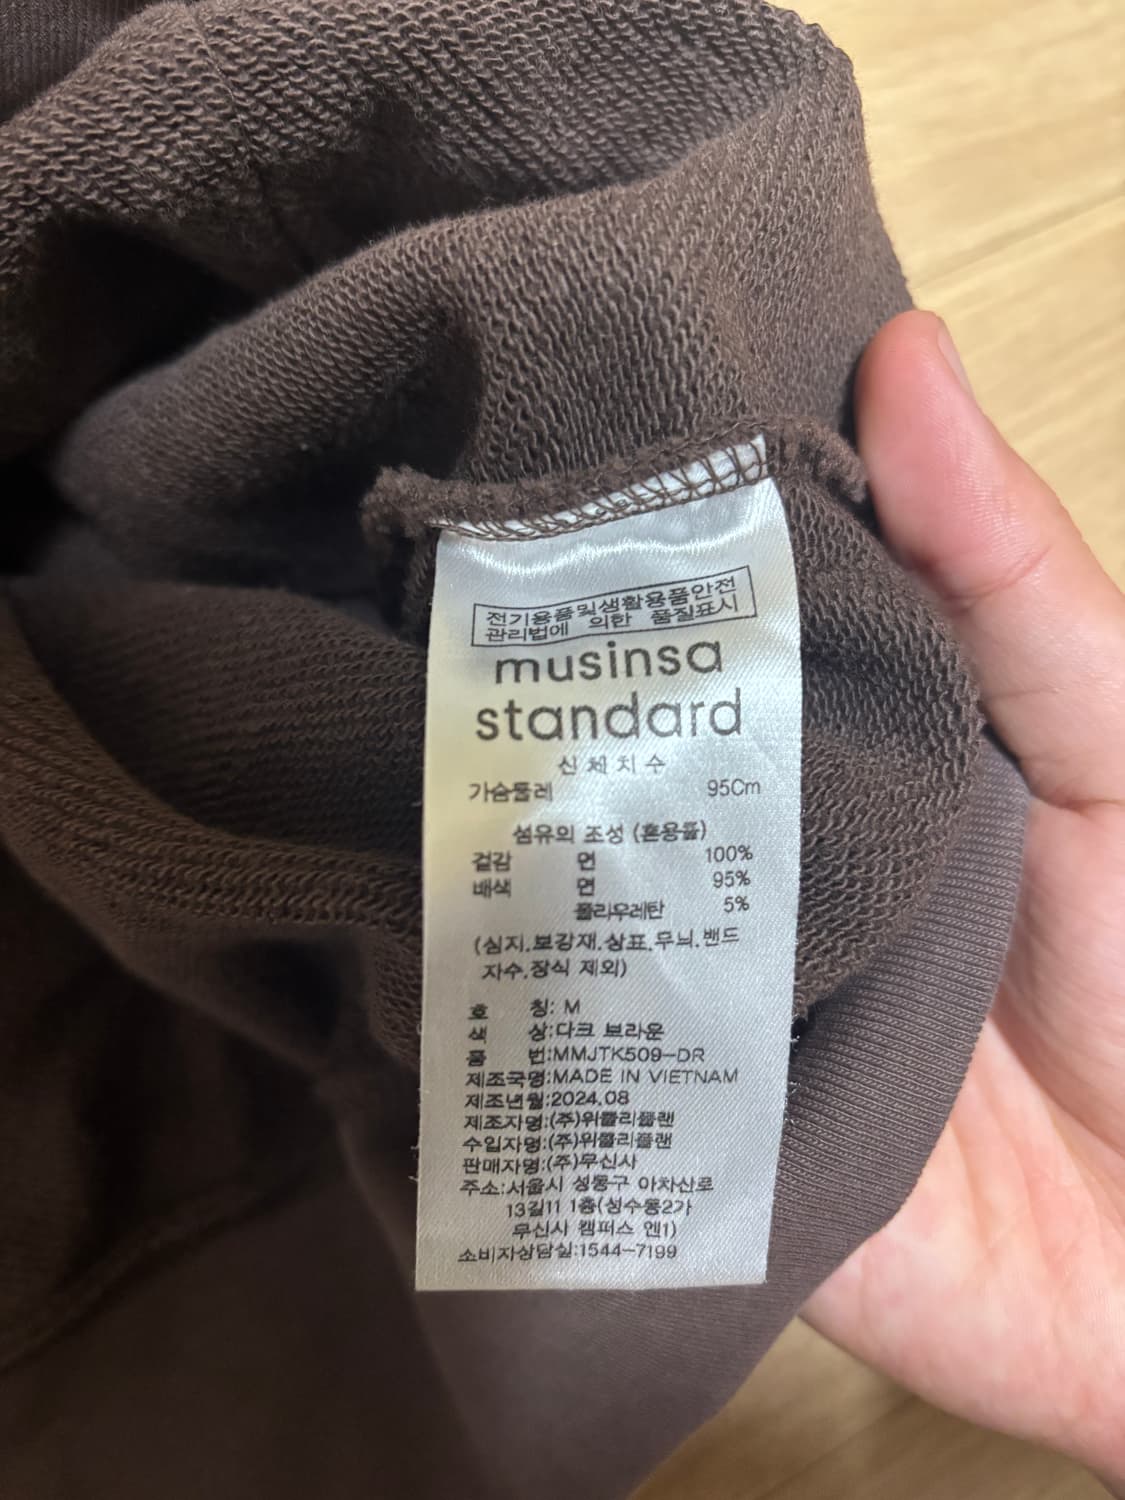 전기용품및생활용품안전
관리법에 의한 품질표시
musinsa
standard
신체치수
가슴둘레 95Cm
섬유의 조성 (혼용률)
겉감 면 100%
배색 면 95%
폴리우레탄 5%
(심지,보강재,상표,무늬,밴드
자수,장식 제외)
호 칭: M
색 상:다크 브라운
품 번:MMJTK509-DR
제조국명:MADE IN VIETNAM
제조년월:2024.08
제조자명:(주)위클리플랜
수입자명:(주)위클리플랜
판매자명:(주)무신사
주소:서울시 성동구 아차산로
13길11 1층(성수동2가
무신사 캠퍼스 엔1)
소비자상담실:1544-7199